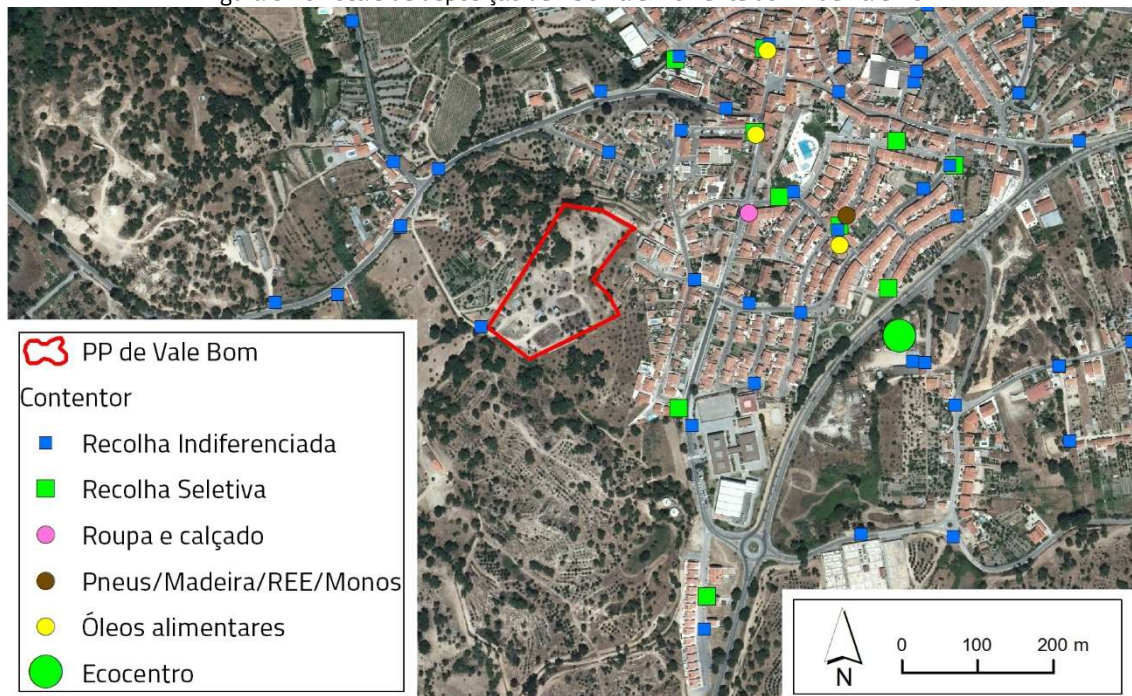 PP de Vale Bom
Contentor
Recolha Indiferenciada
Recolha Seletiva
Roupa e calçado
Pneus/Madeira/REE/Monos
Óleos alimentares
Ecocentro
N
0 100 200 m